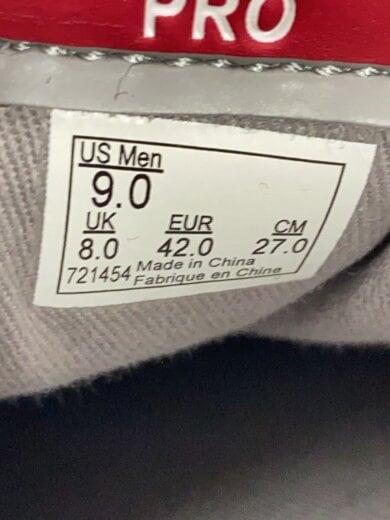 PRO
US Men
9.0
UK EUR CM
8.0 42.0 27.0
721454 Made in China
Fabrique en Chine